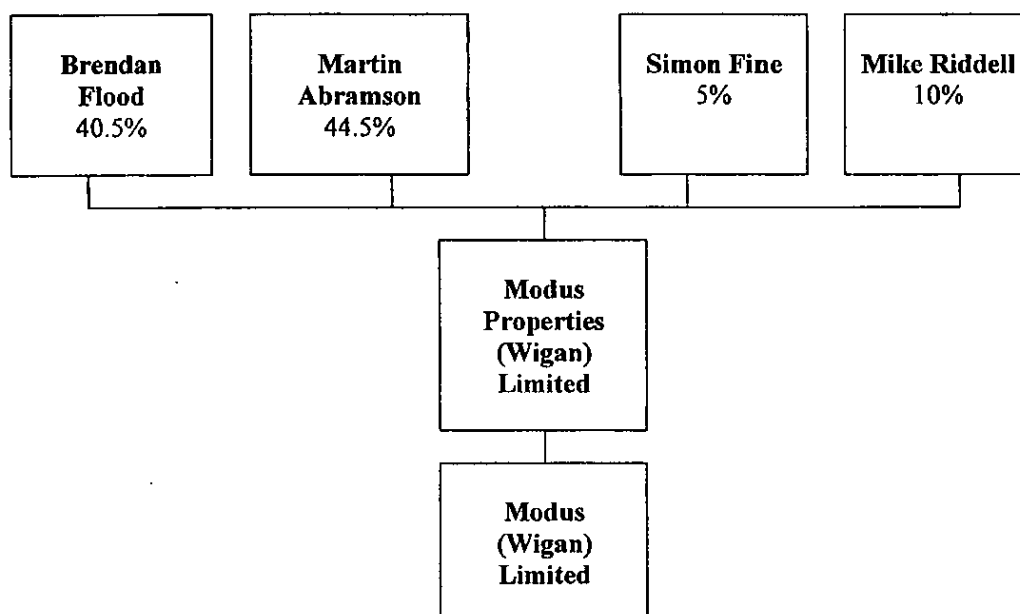 Brendan
Flood
40.5%
Martin
Abramson
44.5%
Simon Fine
5%
Mike Riddell
10%
Modus
Properties
(Wigan)
Limited
Modus
(Wigan)
Limited